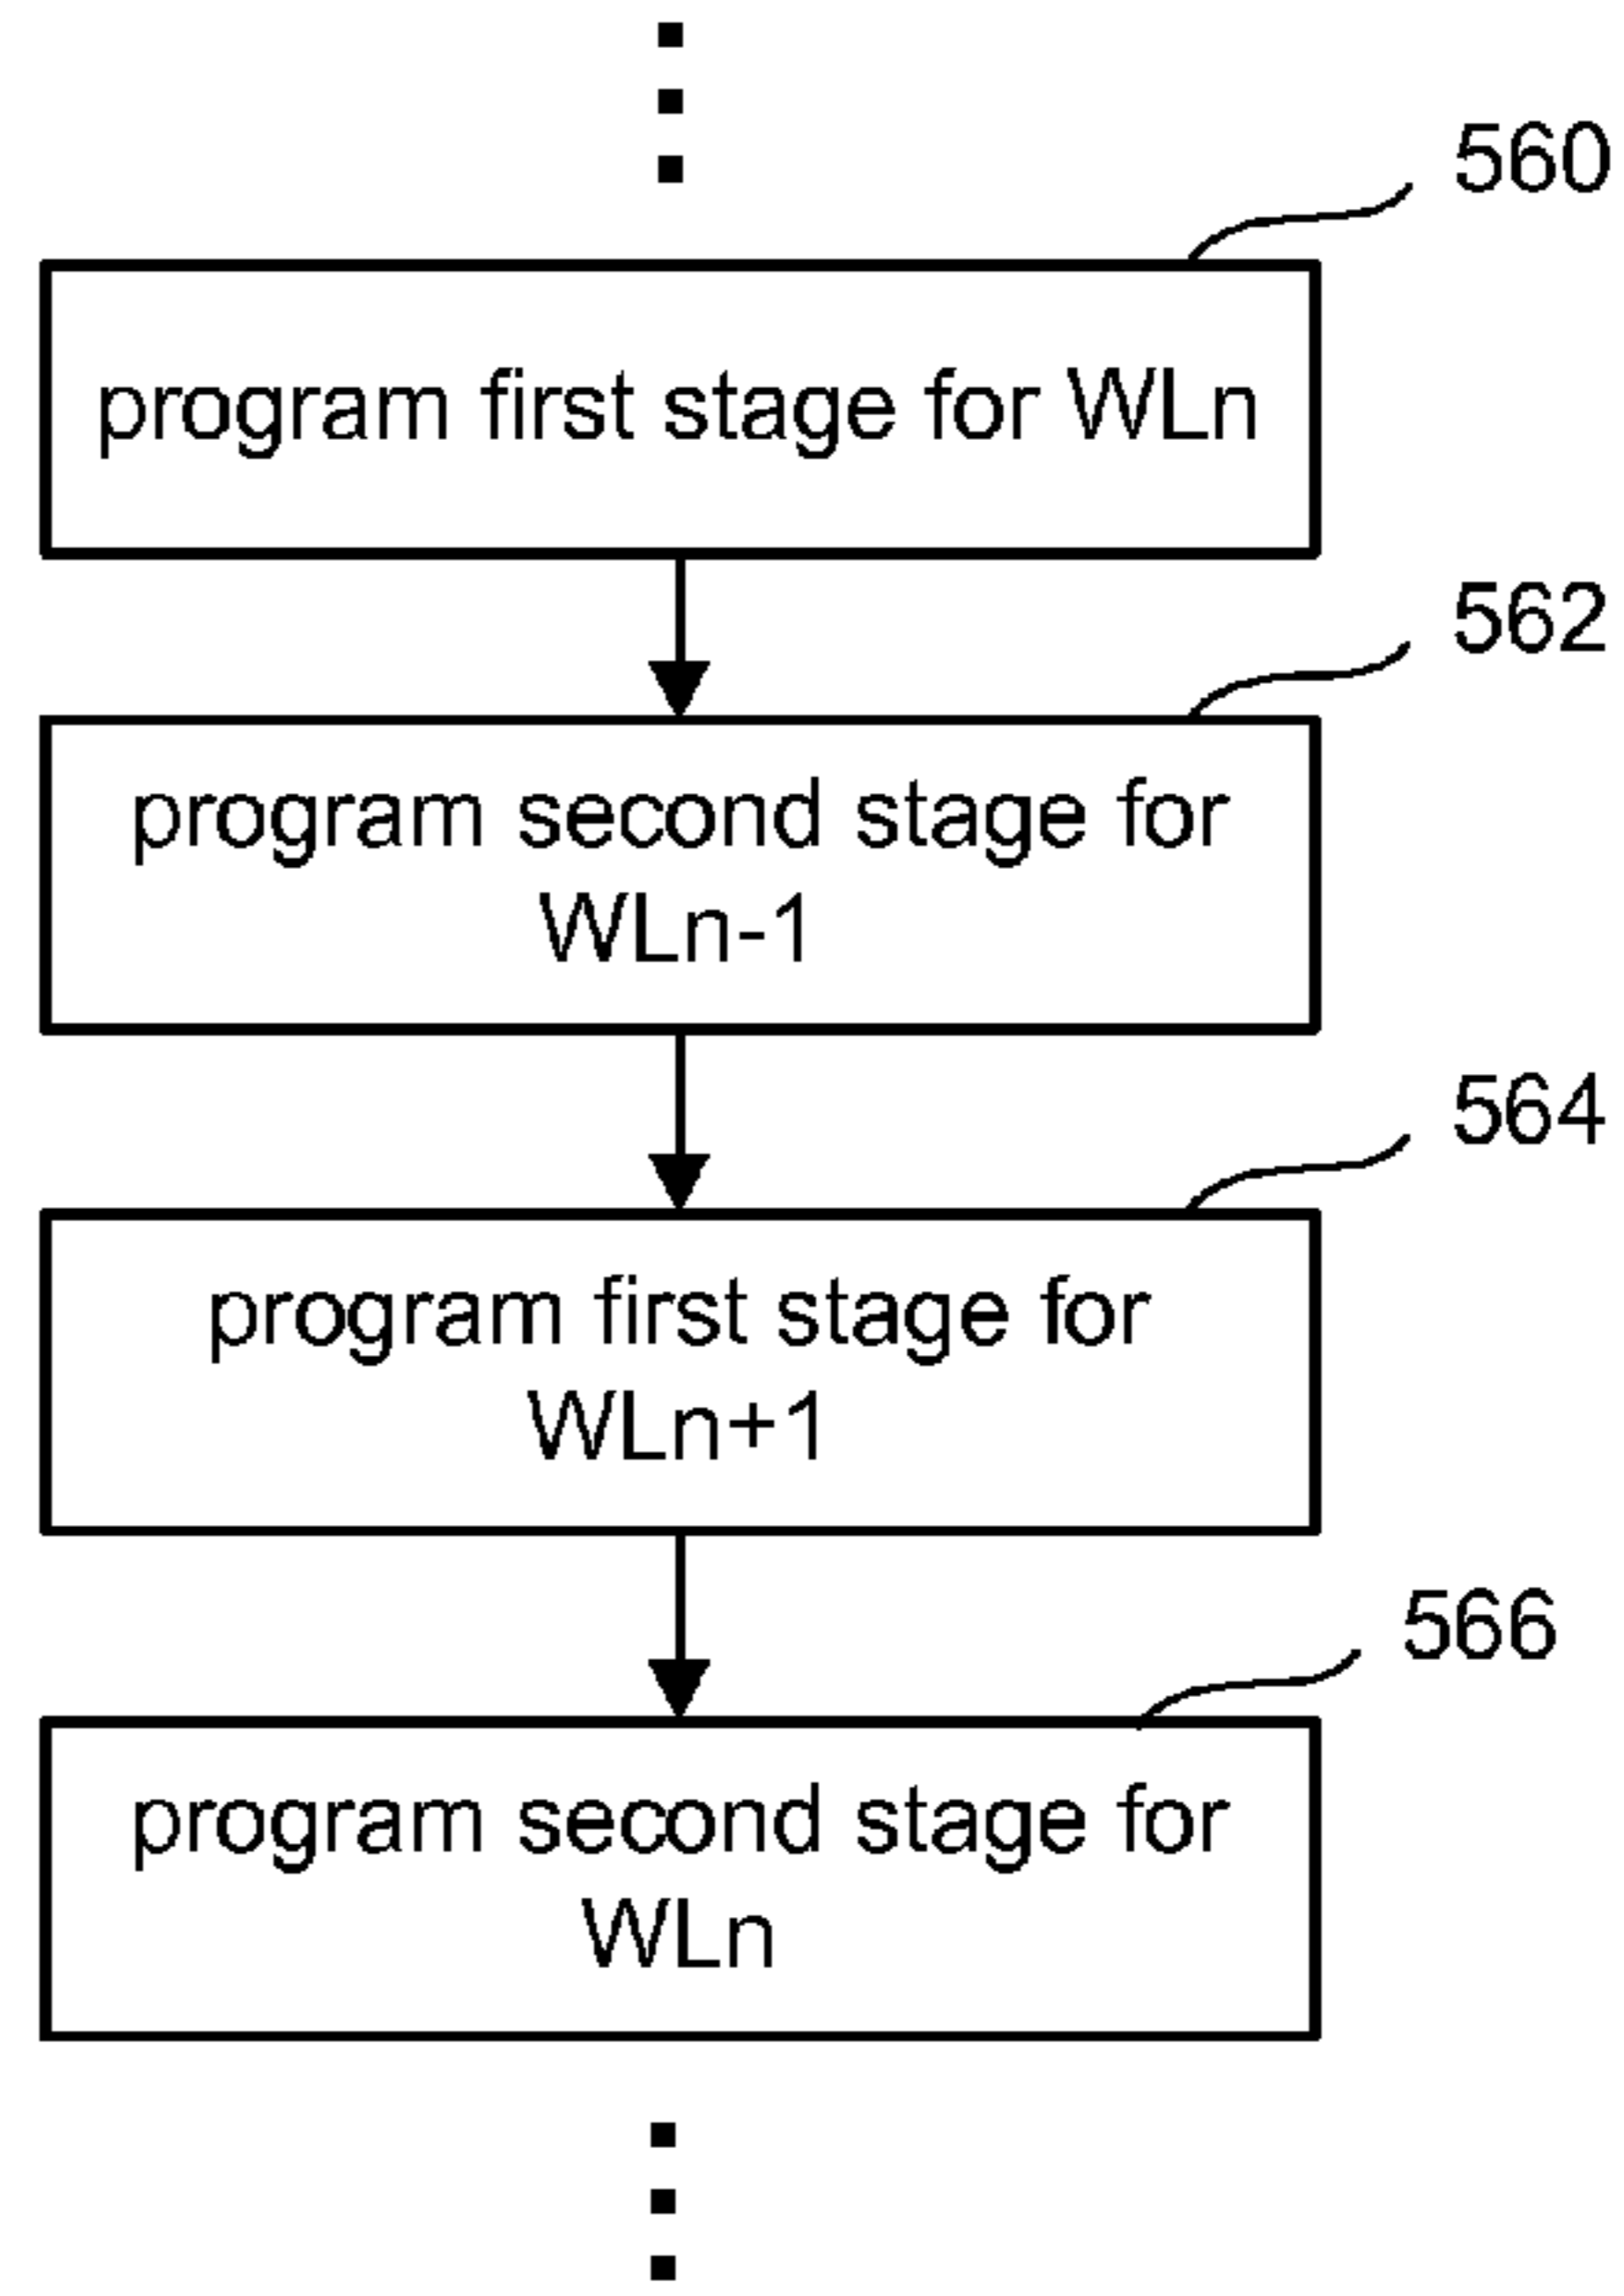 560
program first stage for WLn
562
program second stage for
WLn-1
564
program first stage for
WLn+1
566
program second stage for
WLn